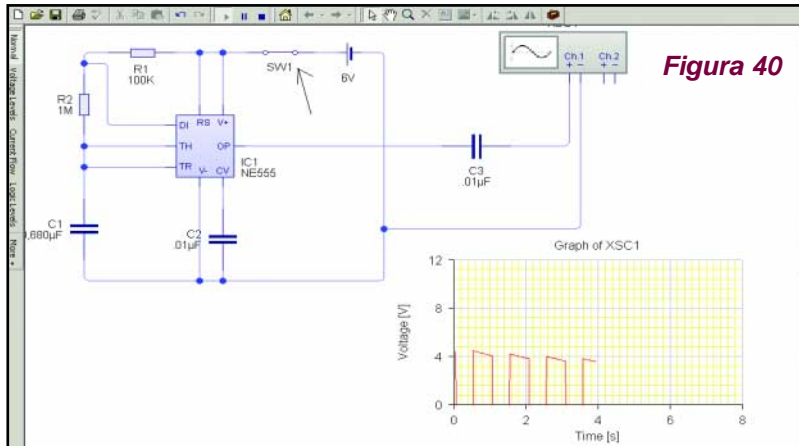 Figura 40
Ch.1 Ch.2
+ − + −
R1
100K
SW1
6V
R2
1M
DI RS V+
TH OP
TR
V- CV
IC1
NE555
C3
.01µF
C1
,680µF
C2
.01µF
Graph of XSC1
Voltage [V]
12
8
4
0
0 2 4 6 8
Time [s]
Normal Voltage Levels Current Flow Logic Levels More